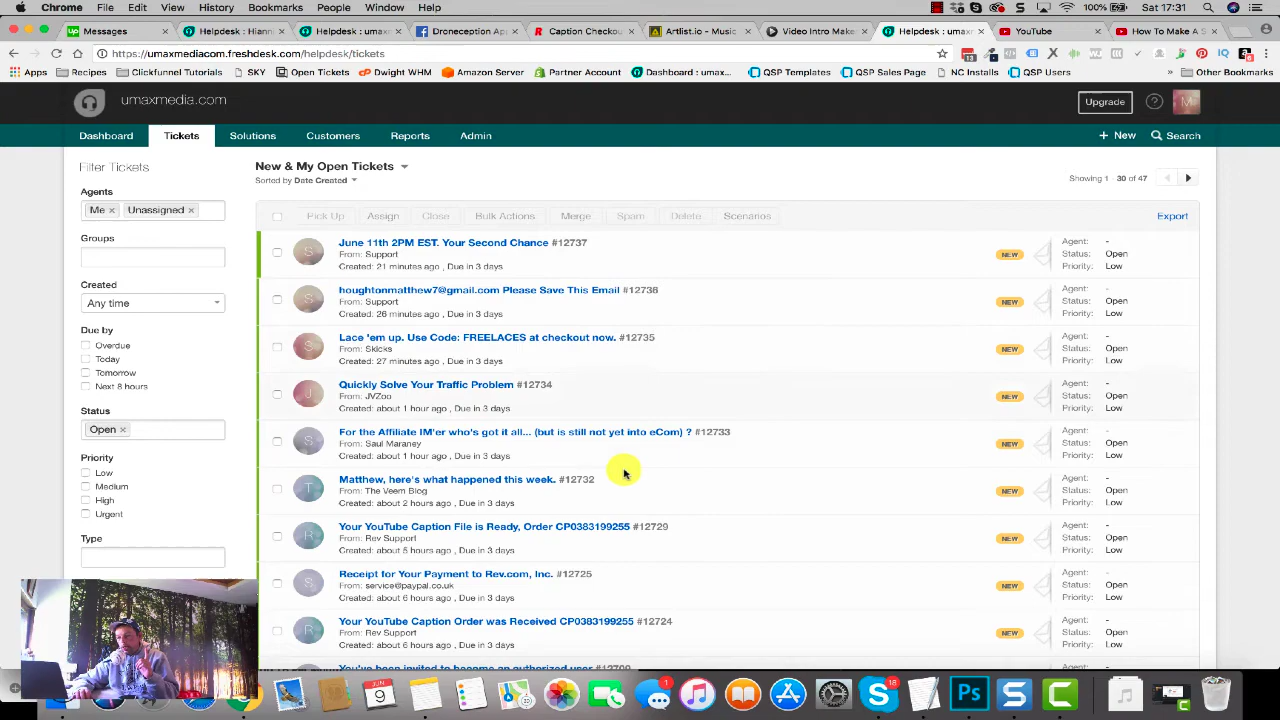 Chrome File Edit View History Bookmarks People Window Help 100% Sat 17:31
Messages Helpdesk : Hianni Helpdesk : umax Droneception Ap Caption Checkou Artlist.io - Music Video Intro Make Helpdesk : umax YouTube How To Make A S
https://umaxmediacom.freshdesk.com/helpdesk/tickets
Apps Recipes Clickfunnel Tutorials SKY Open Tickets Dwight WHM Amazon Server Partner Account Dashboard : umax... QSP Templates QSP Sales Page NC Installs QSP Users Other Bookmarks
umaxmedia.com Upgrade ? M
Dashboard Tickets Solutions Customers Reports Admin + New Search
Filter Tickets
Agents
Me × Unassigned ×
Groups
Created
Any time
Due by
Overdue
Today
Tomorrow
Next 8 hours
Status
Open ×
Priority
Low
Medium
High
Urgent
Type
New & My Open Tickets
Sorted by Date Created
Showing 1 - 30 of 47
Pick Up Assign Close Bulk Actions Merge Spam Delete Scenarios Export
S June 11th 2PM EST. Your Second Chance #12737
From: Support
Created: 21 minutes ago , Due in 3 days
NEW
Agent: -
Status: Open
Priority: Low
S houghtonmatthew7@gmail.com Please Save This Email #12736
From: Support
Created: 26 minutes ago , Due in 3 days
NEW
Agent: -
Status: Open
Priority: Low
S Lace 'em up. Use Code: FREELACES at checkout now. #12735
From: Skicks
Created: 27 minutes ago , Due in 3 days
NEW
Agent: -
Status: Open
Priority: Low
J Quickly Solve Your Traffic Problem #12734
From: JVZoo
Created: about 1 hour ago , Due in 3 days
NEW
Agent: -
Status: Open
Priority: Low
S For the Affiliate IM'er who's got it all... (but is still not yet into eCom) ? #12733
From: Saul Maraney
Created: about 1 hour ago , Due in 3 days
NEW
Agent: -
Status: Open
Priority: Low
T Matthew, here's what happened this week. #12732
From: The Veem Blog
Created: about 2 hours ago , Due in 3 days
NEW
Agent: -
Status: Open
Priority: Low
R Your YouTube Caption File is Ready, Order CP0383199255 #12729
From: Rev Support
Created: about 5 hours ago , Due in 3 days
NEW
Agent: -
Status: Open
Priority: Low
S Receipt for Your Payment to Rev.com, Inc. #12725
From: service@paypal.co.uk
Created: about 6 hours ago , Due in 3 days
NEW
Agent: -
Status: Open
Priority: Low
R Your YouTube Caption Order was Received CP0383199255 #12724
From: Rev Support
Created: about 6 hours ago , Due in 3 days
NEW
Agent: -
Status: Open
Priority: Low
You've been invited to become an authorized user
Agent:
JUN 9 1 18 Ps S C